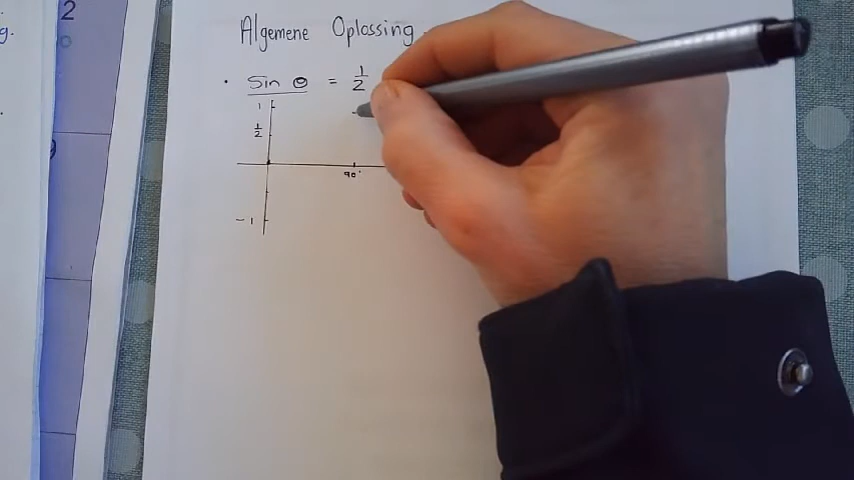 2
g.
Algemene Oplossing
• Sin θ = 1/2
1
1/2
90°
-1